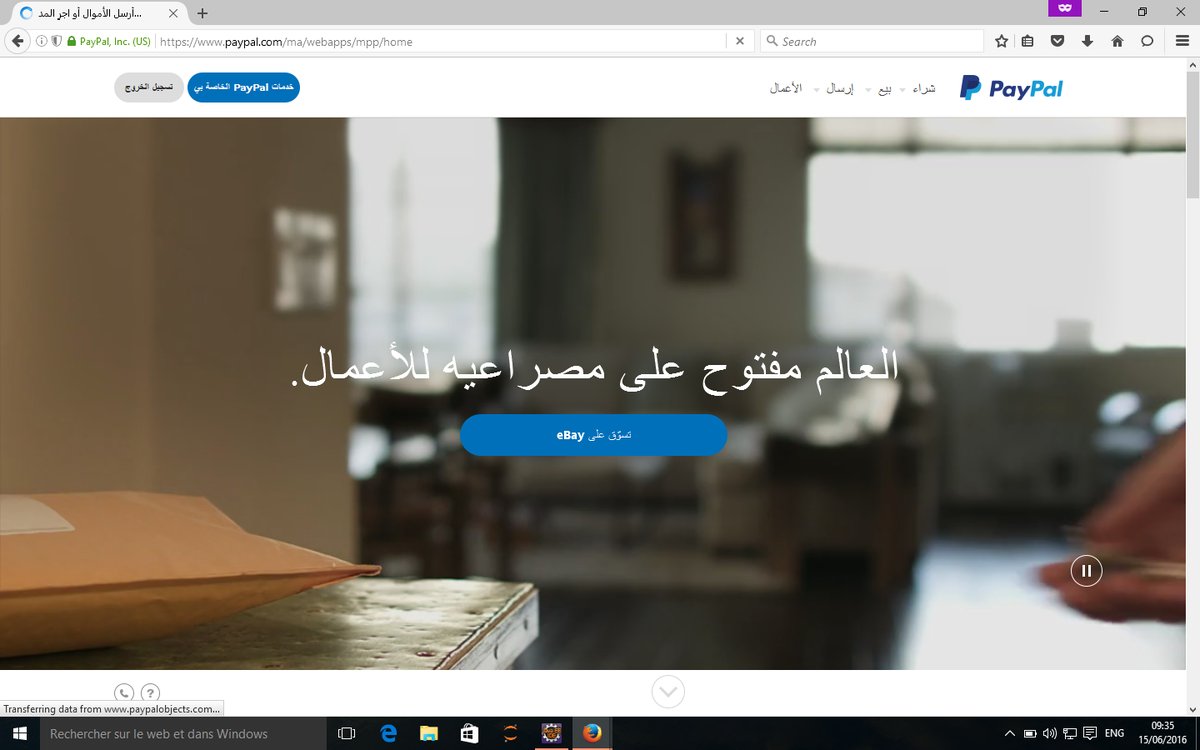 أرسل الأموال أو اجرِ المد...
PayPal, Inc. (US)
https://www.paypal.com/ma/webapps/mpp/home
Search
PayPal
شراء
بيع
إرسال
الأعمال
خدمات PayPal الخاصة بي
تسجيل الخروج
العالم مفتوح على مصراعيه للأعمال.
تسوّق على eBay
Transferring data from www.paypalobjects.com...
Rechercher sur le web et dans Windows
ENG
09:35
15/06/2016